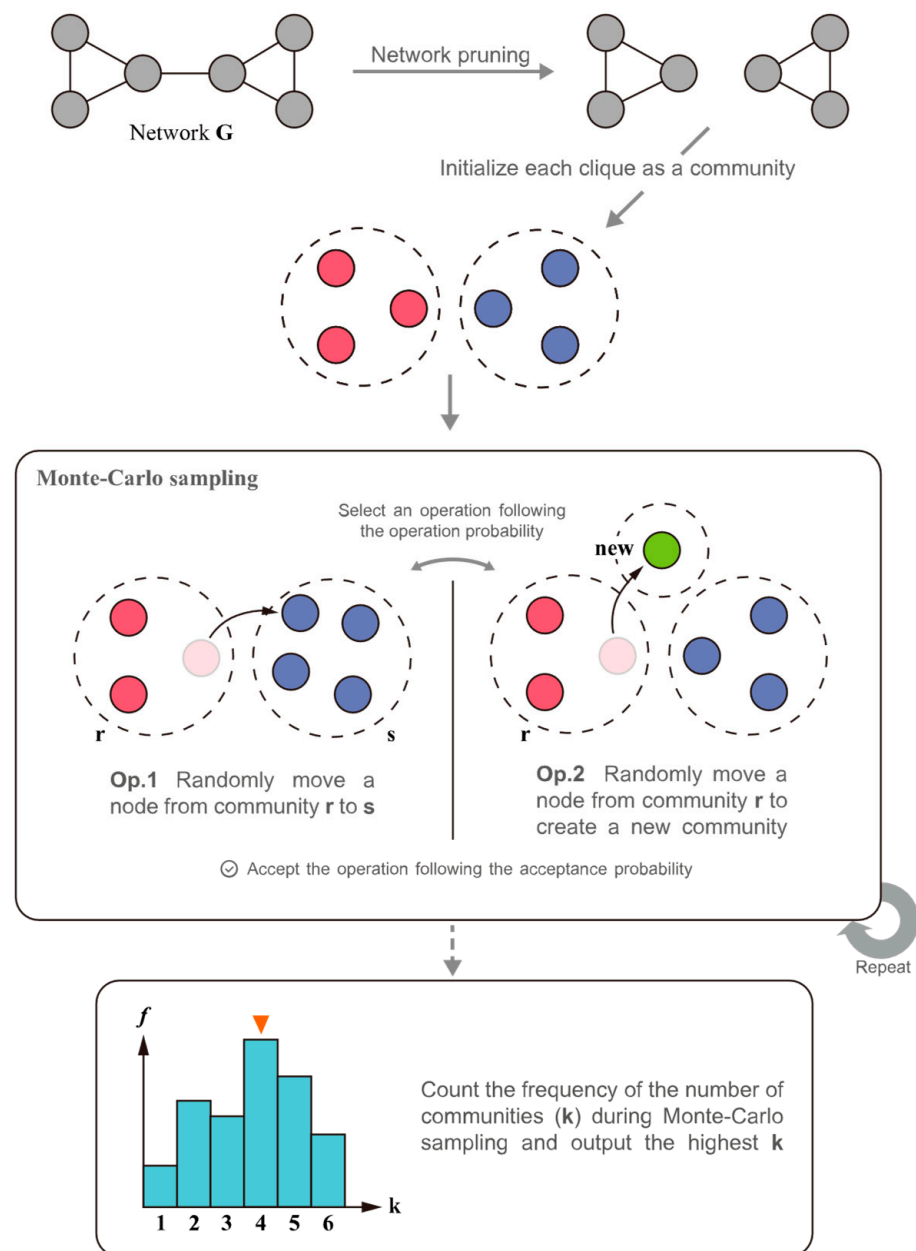 Network pruning
Network G
Initialize each clique as a community
Monte-Carlo sampling
Select an operation following
the operation probability
new
r
s
r
Op.1 Randomly move a
node from community r to s
Op.2 Randomly move a
node from community r to
create a new community
Accept the operation following the acceptance probability
Repeat
f
k
1 2 3 4 5 6
Count the frequency of the number of
communities (k) during Monte-Carlo
sampling and output the highest k